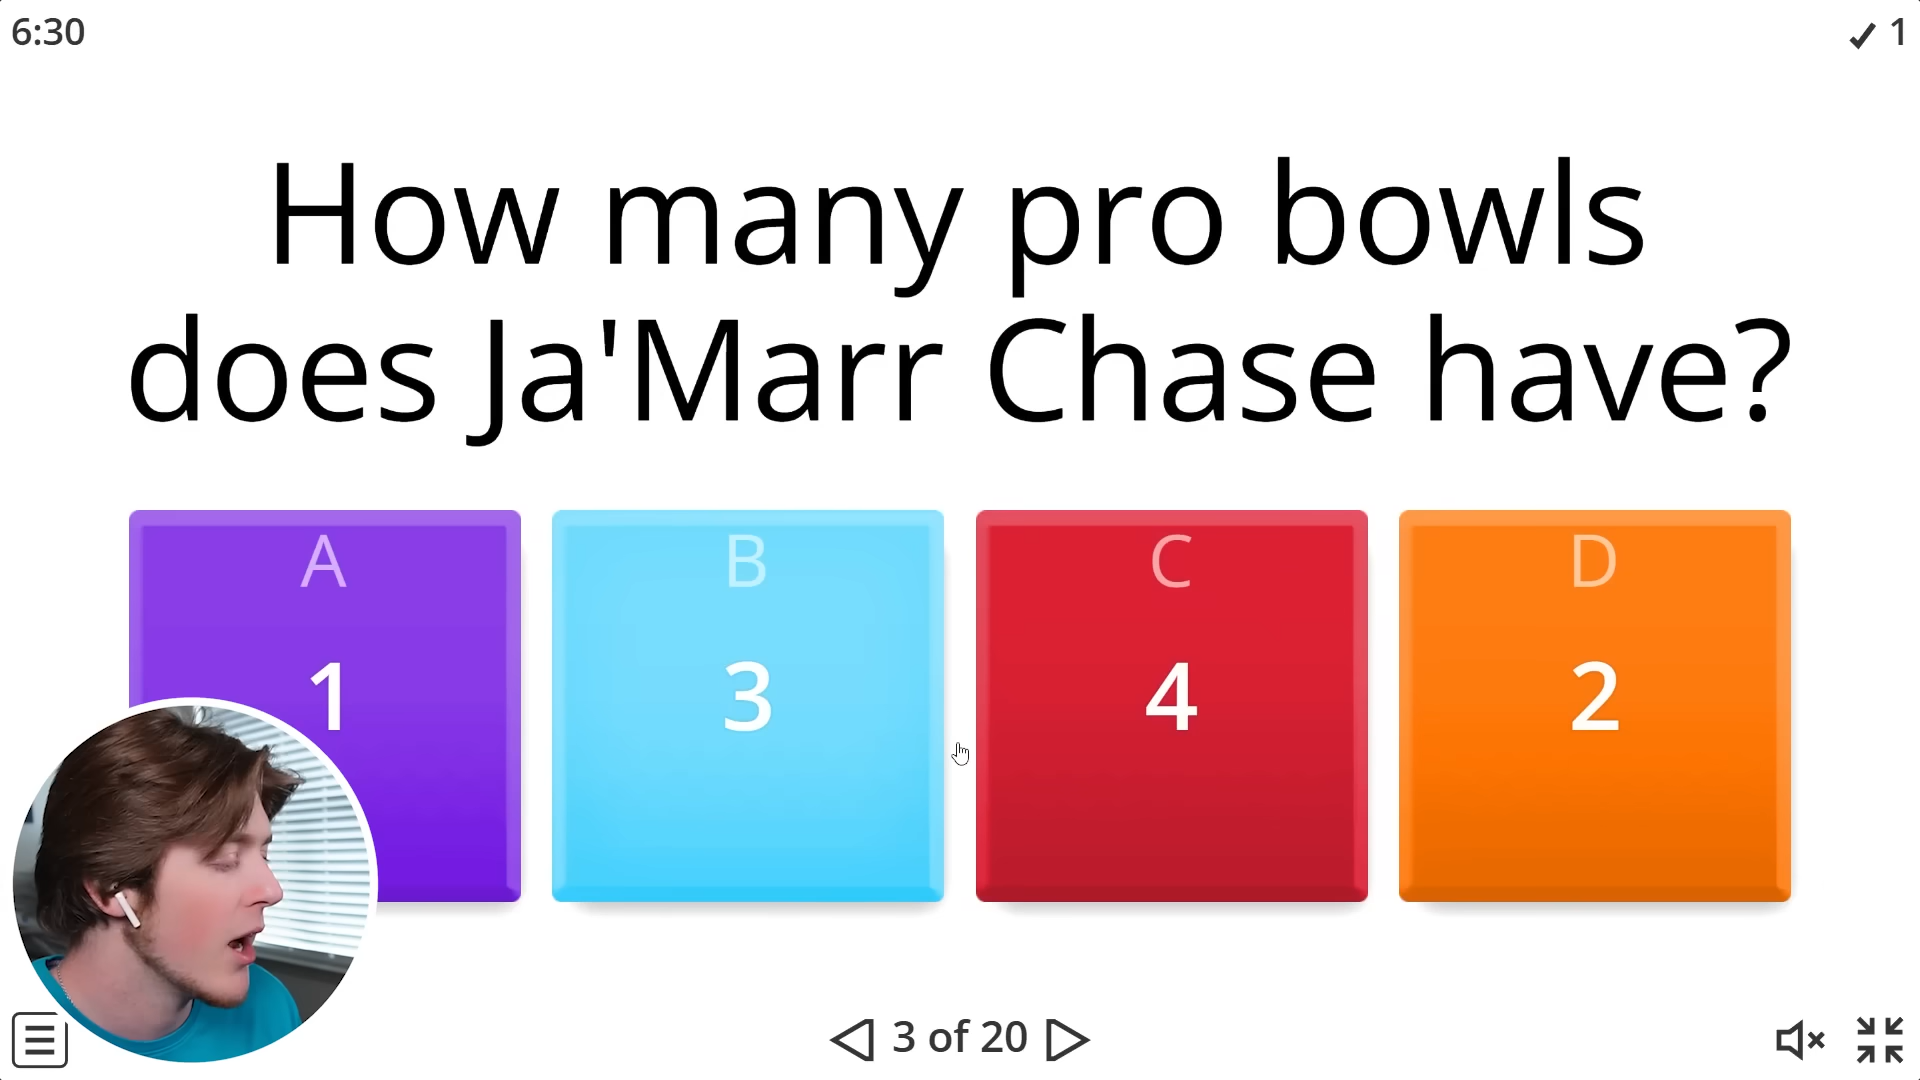 6:30
1
How many pro bowls
does Ja'Marr Chase have?
A
B
C
D
1
3
4
2
3 of 20